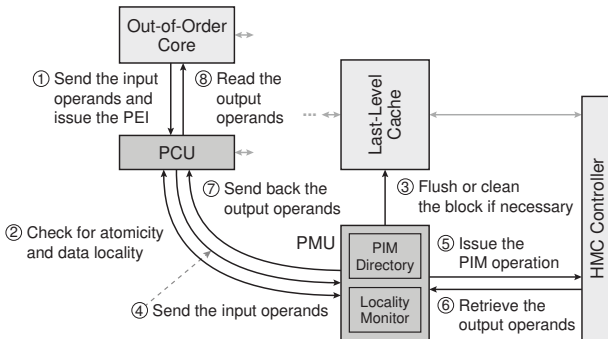 Out-of-Order
Core
① Send the input
operands and
issue the PEI
⑧ Read the
output
operands
PCU
...
Last-Level
Cache
HMC Controller
⑦ Send back the
output operands
③ Flush or clean
the block if necessary
② Check for atomicity
and data locality
PMU
PIM
Directory
Locality
Monitor
⑤ Issue the
PIM operation
⑥ Retrieve the
output operands
④ Send the input operands